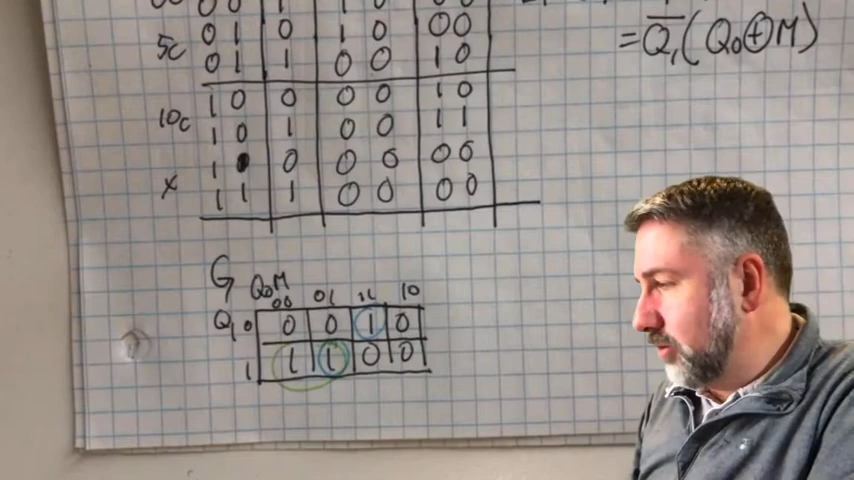 5c 0 1 0 1 0 0 0
0 1 1 0 0 1 0
1 0 0 0 0 1 0
10c 1 0 1 0 0 1 1
1 0 0 0 0 0
x 1 1 1 0 0 0 0
= Q̅₁(Q₀⊕M)
G
Q₀M
00 01 11 10
Q₁ 0 0 0 1 0
1 1 1 0 0